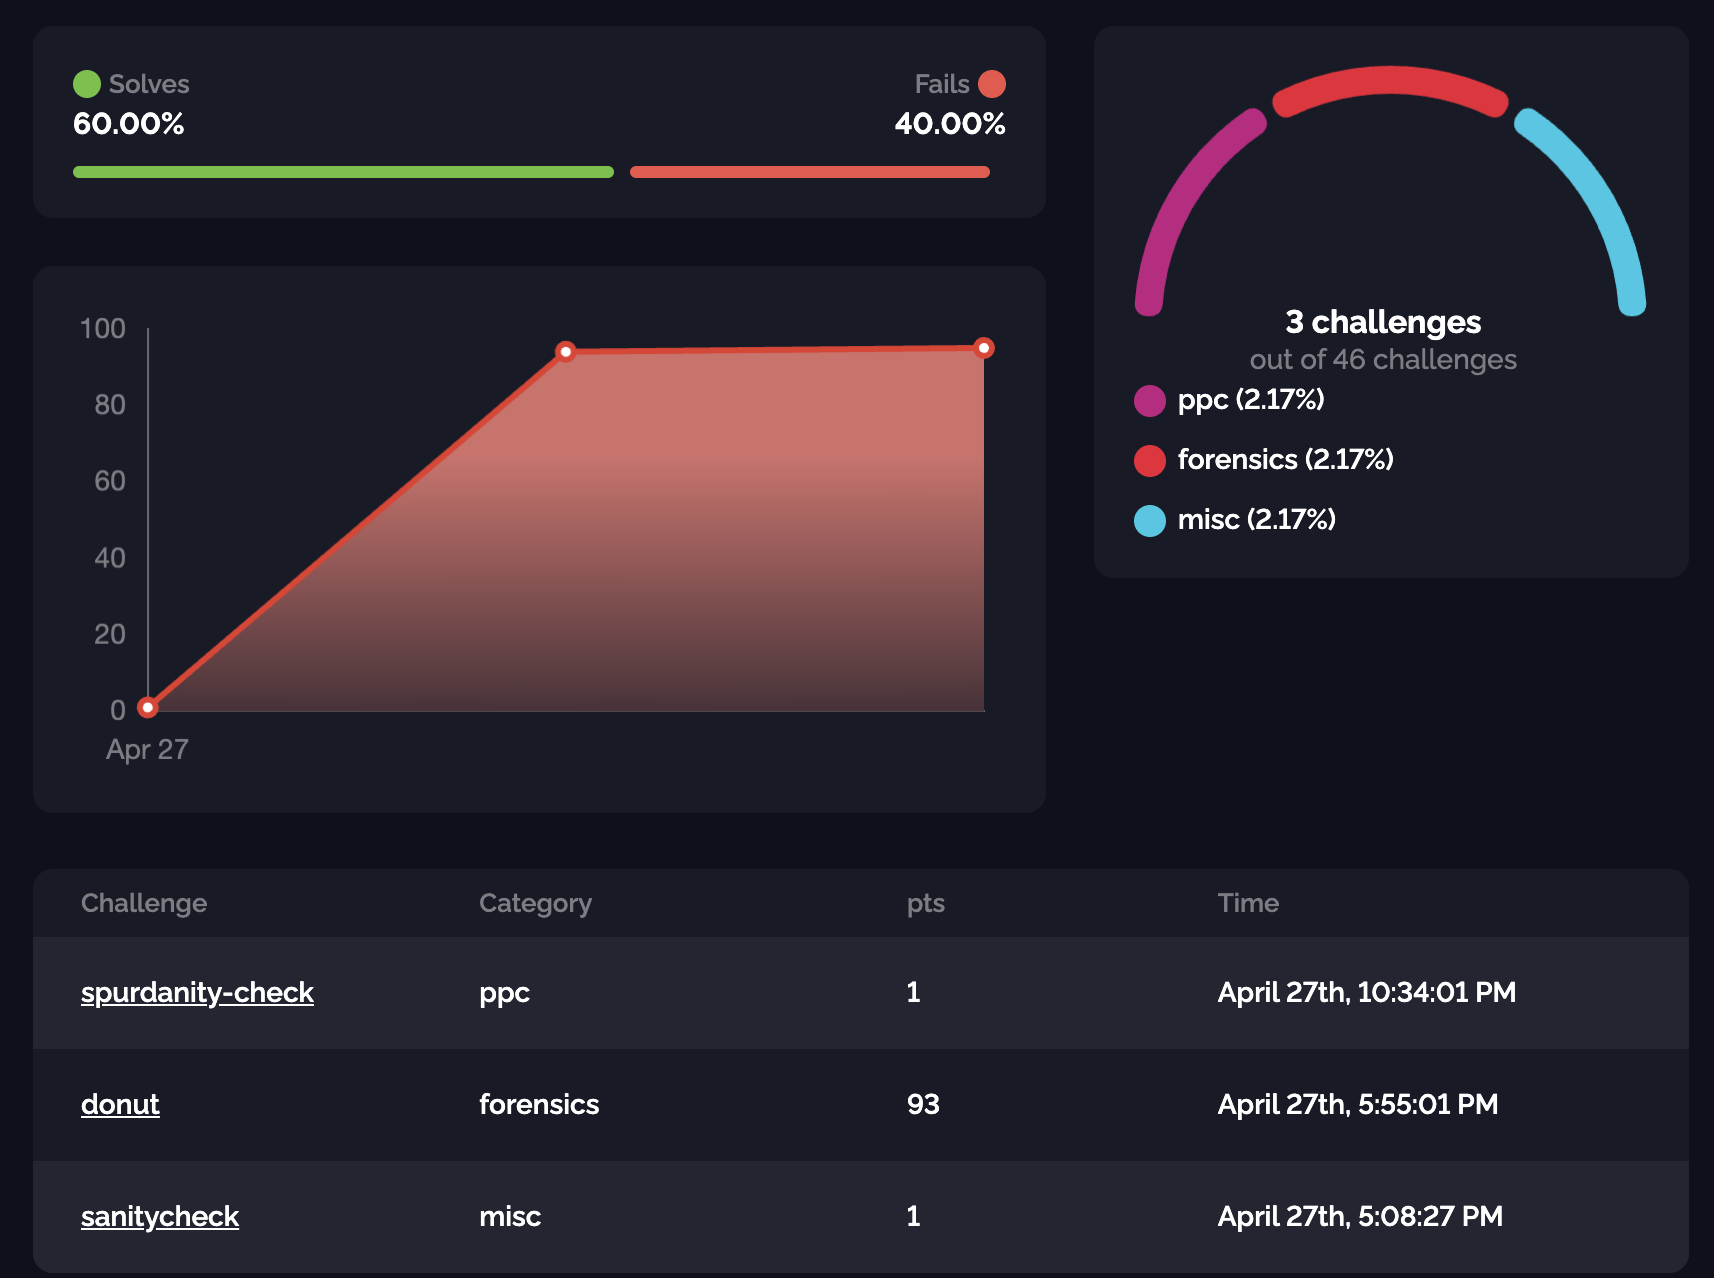 Solves
Fails
60.00%
40.00%
100
80
60
40
20
0
Apr 27
3 challenges
out of 46 challenges
ppc (2.17%)
forensics (2.17%)
misc (2.17%)
Challenge Category pts Time
spurdanity-check ppc 1 April 27th, 10:34:01 PM
donut forensics 93 April 27th, 5:55:01 PM
sanitycheck misc 1 April 27th, 5:08:27 PM